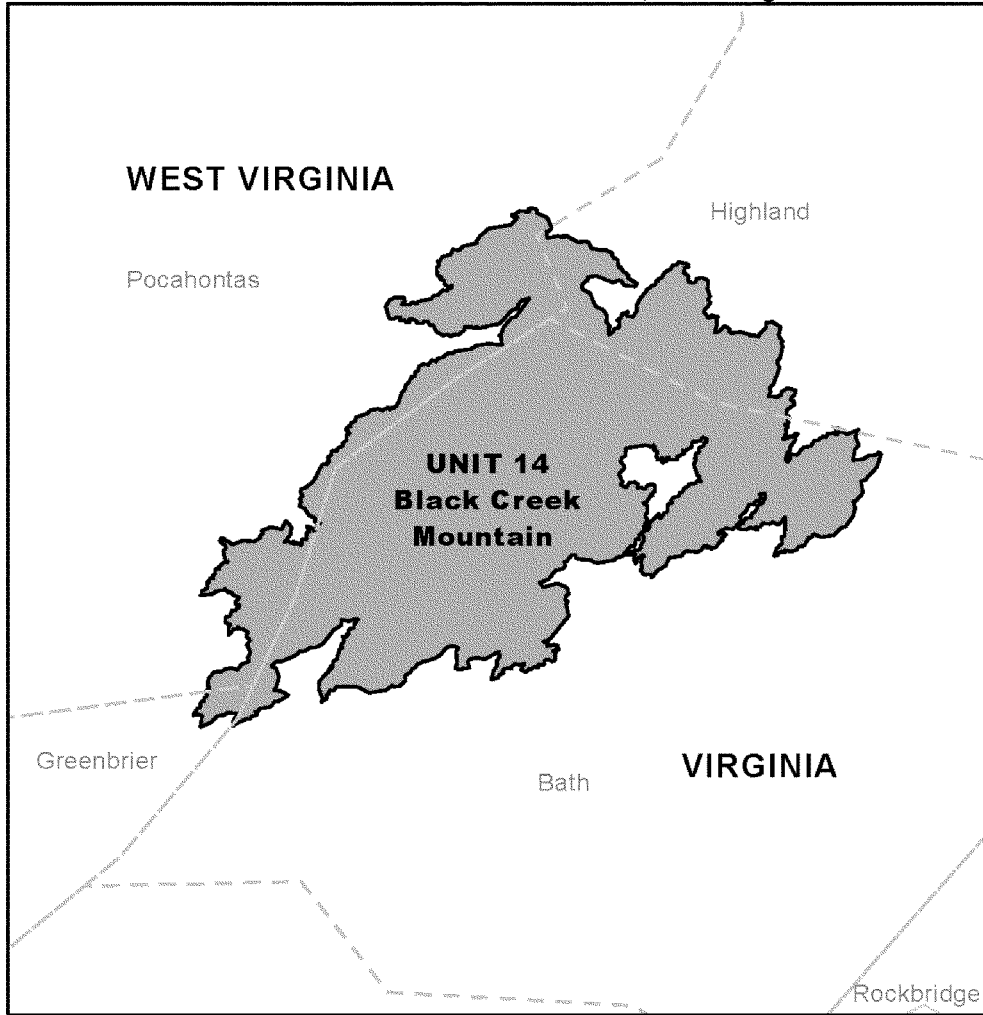 WEST VIRGINIA
Highland
Pocahontas
UNIT 14
Black Creek
Mountain
Greenbrier
Bath
VIRGINIA
Rockbridge